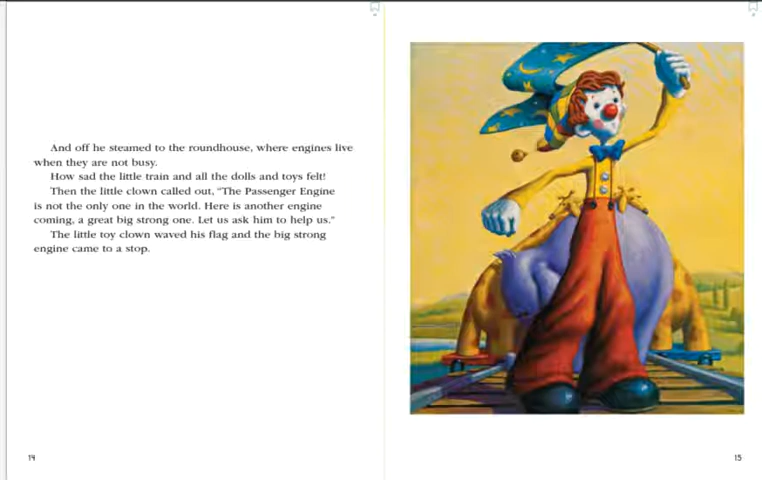 And off he steamed to the roundhouse, where engines live
when they are not busy.
How sad the little train and all the dolls and toys felt!
Then the little clown called out, "The Passenger Engine
is not the only one in the world. Here is another engine
coming, a great big strong one. Let us ask him to help us."
The little toy clown waved his flag and the big strong
engine came to a stop.
14
15